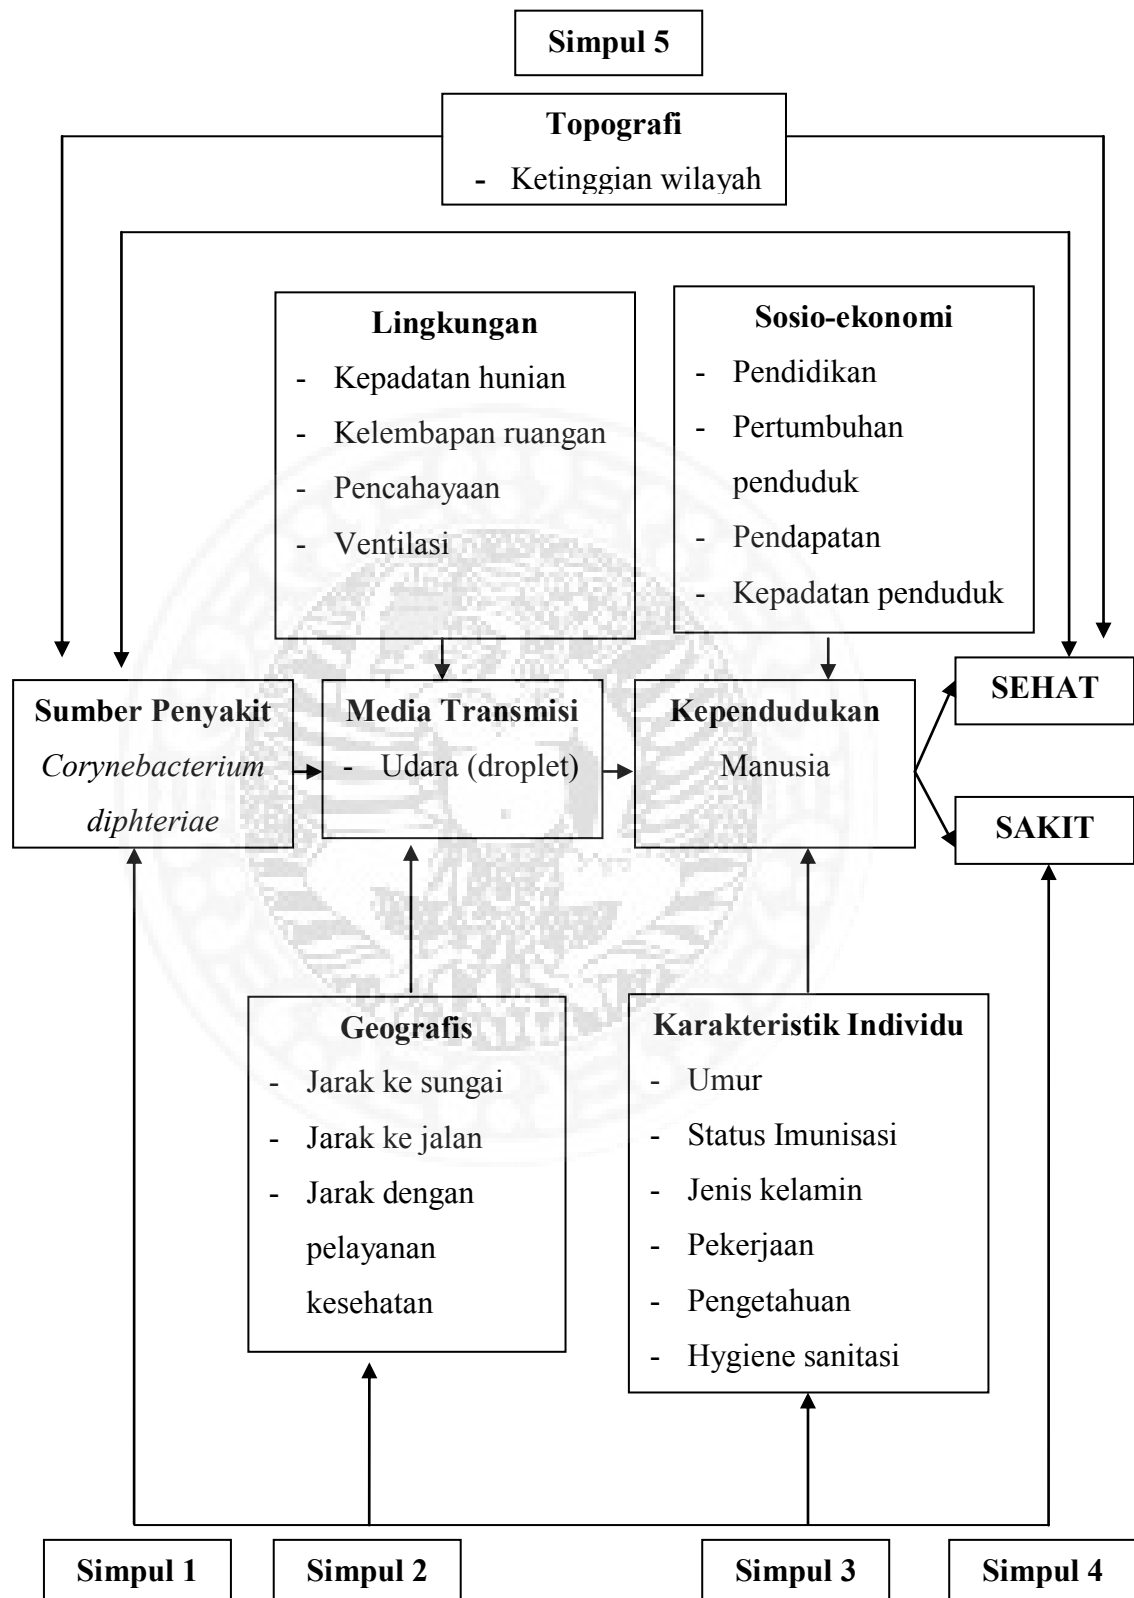 Simpul 5
Topografi
- Ketinggian wilayah
Lingkungan
- Kepadatan hunian
- Kelembapan ruangan
- Pencahayaan
- Ventilasi
Sosio-ekonomi
- Pendidikan
- Pertumbuhan
penduduk
- Pendapatan
- Kepadatan penduduk
Sumber Penyakit
Corynebacterium
diphteriae
Media Transmisi
- Udara (droplet)
Kependudukan
Manusia
SEHAT
SAKIT
Geografis
- Jarak ke sungai
- Jarak ke jalan
- Jarak dengan
pelayanan
kesehatan
Karakteristik Individu
- Umur
- Status Imunisasi
- Jenis kelamin
- Pekerjaan
- Pengetahuan
- Hygiene sanitasi
Simpul 1
Simpul 2
Simpul 3
Simpul 4